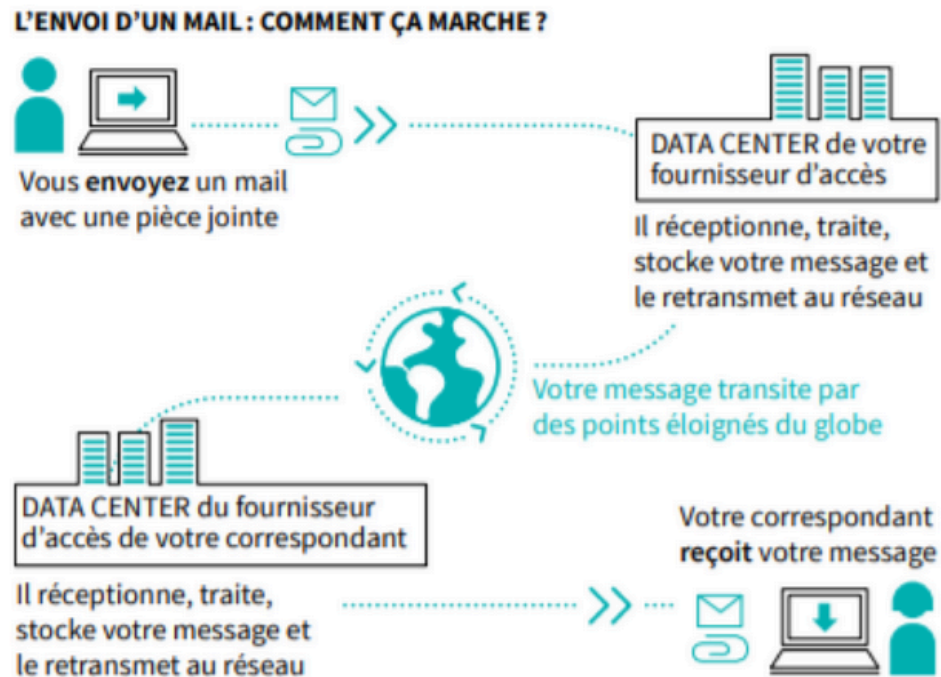 L'ENVOI D'UN MAIL : COMMENT ÇA MARCHE ?
Vous envoyez un mail
avec une pièce jointe
DATA CENTER de votre
fournisseur d'accès
Il réceptionne, traite,
stocke votre message et
le retransmet au réseau
Votre message transite par
des points éloignés du globe
DATA CENTER du fournisseur
d'accès de votre correspondant
Il réceptionne, traite,
stocke votre message et
le retransmet au réseau
Votre correspondant
reçoit votre message